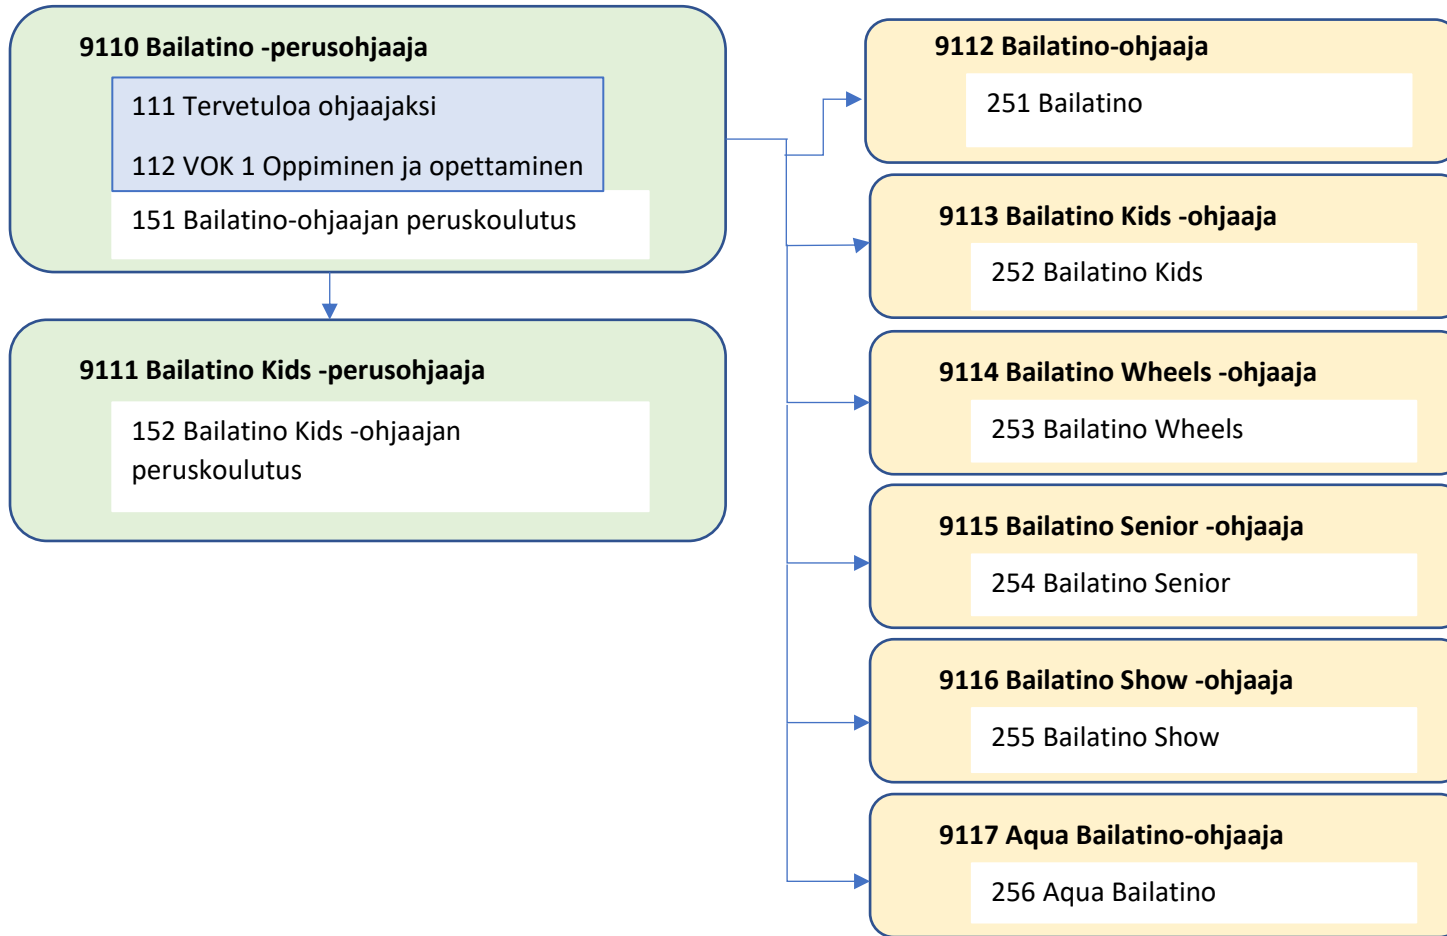 9110 Bailatino -perusohjaaja
111 Tervetuloa ohjaajaksi
112 VOK 1 Oppiminen ja opettaminen
151 Bailatino-ohjaajan peruskoulutus
9111 Bailatino Kids -perusohjaaja
152 Bailatino Kids -ohjaajan
peruskoulutus
9112 Bailatino-ohjaaja
251 Bailatino
9113 Bailatino Kids -ohjaaja
252 Bailatino Kids
9114 Bailatino Wheels -ohjaaja
253 Bailatino Wheels
9115 Bailatino Senior -ohjaaja
254 Bailatino Senior
9116 Bailatino Show -ohjaaja
255 Bailatino Show
9117 Aqua Bailatino-ohjaaja
256 Aqua Bailatino